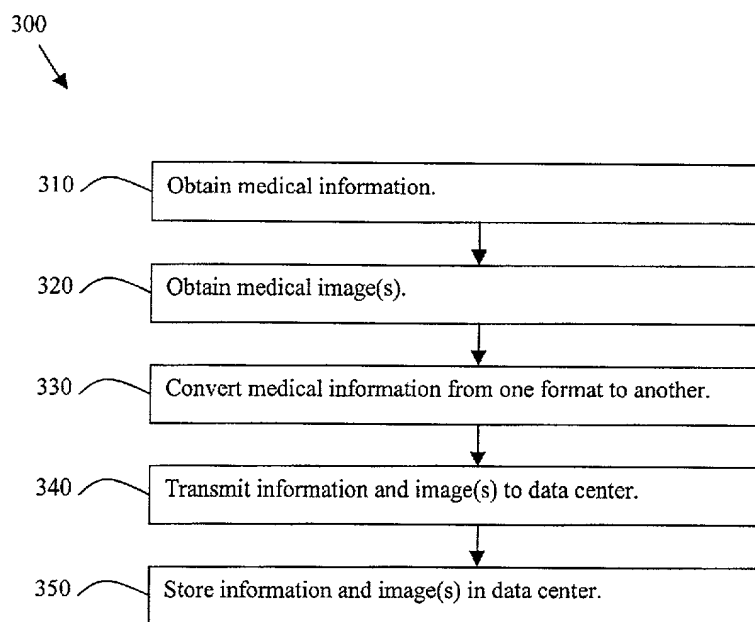 300
310 Obtain medical information.
320 Obtain medical image(s).
330 Convert medical information from one format to another.
340 Transmit information and image(s) to data center.
350 Store information and image(s) in data center.